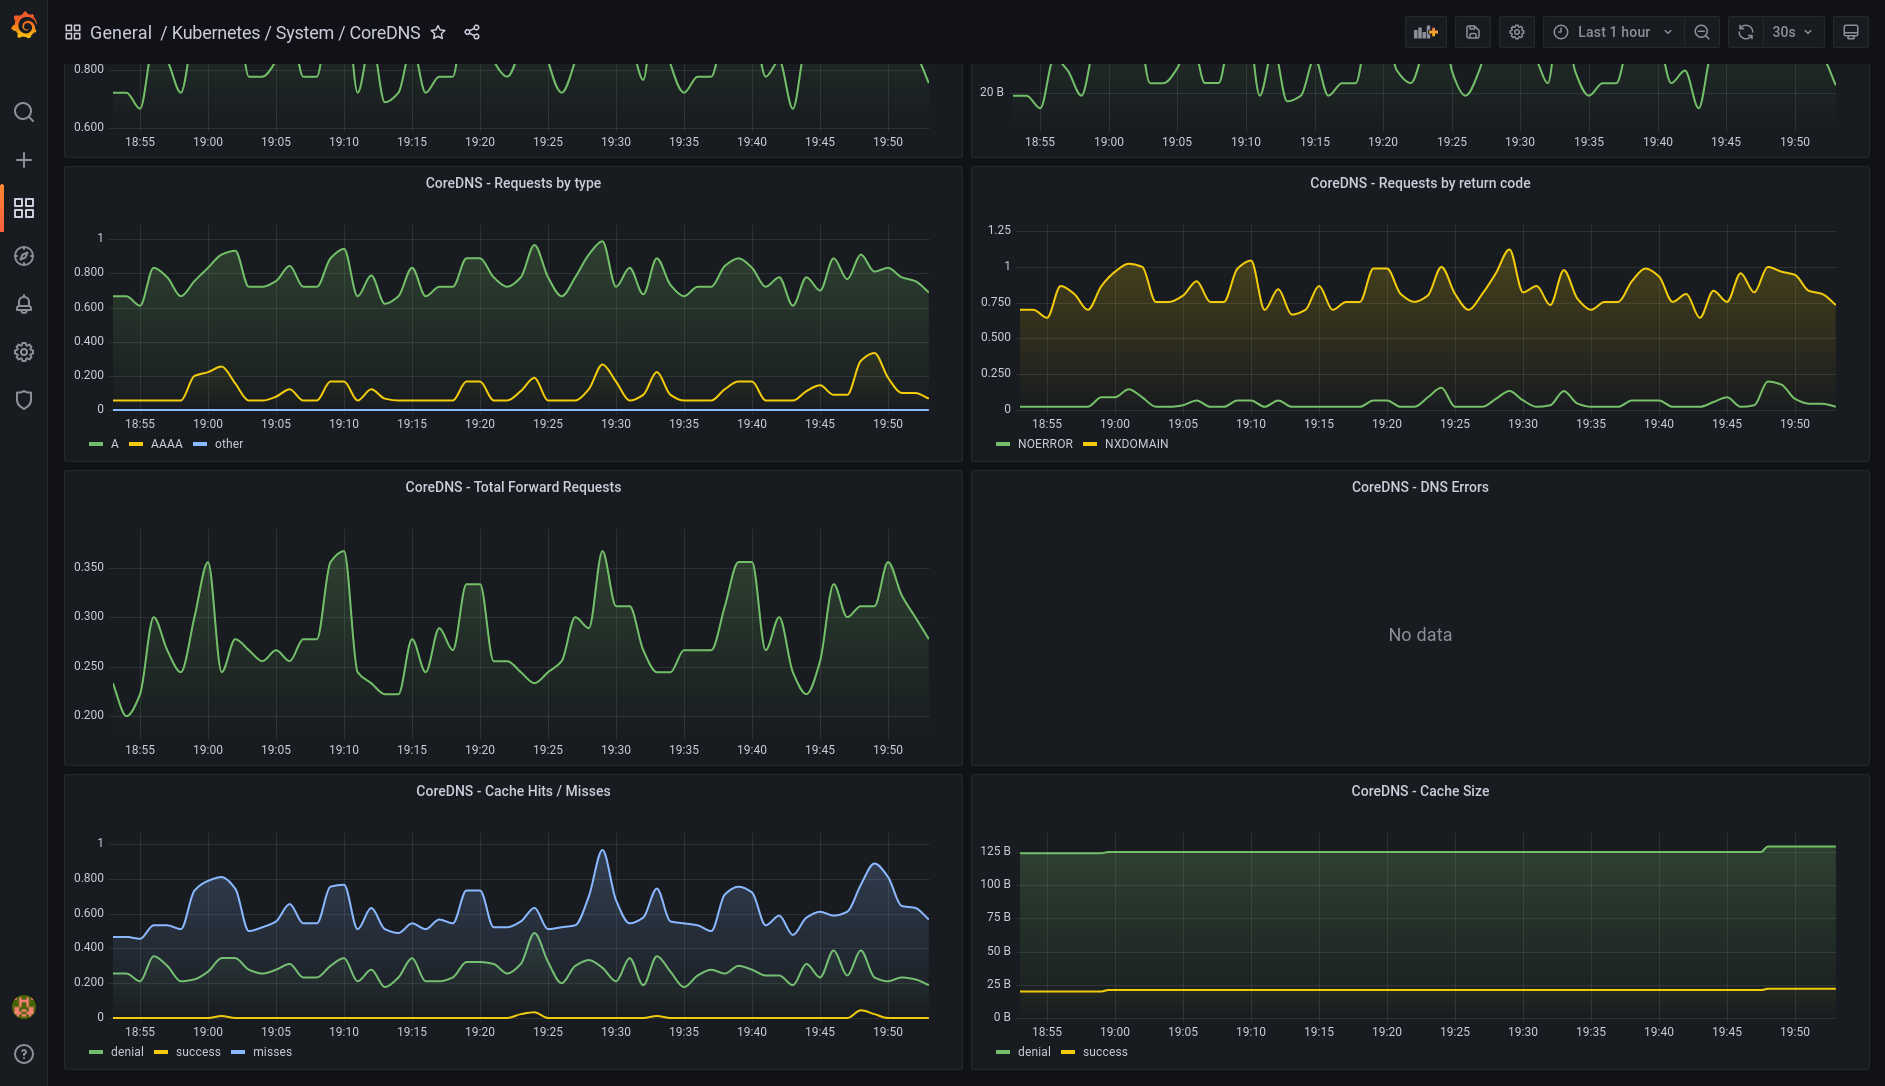 General / Kubernetes / System / CoreDNS
Last 1 hour
30s
0.800
0.600
18:55 19:00 19:05 19:10 19:15 19:20 19:25 19:30 19:35 19:40 19:45 19:50
20 B
18:55 19:00 19:05 19:10 19:15 19:20 19:25 19:30 19:35 19:40 19:45 19:50
CoreDNS - Requests by type
1
0.800
0.600
0.400
0.200
0
18:55 19:00 19:05 19:10 19:15 19:20 19:25 19:30 19:35 19:40 19:45 19:50
A AAAA other
CoreDNS - Requests by return code
1.25
1
0.750
0.500
0.250
0
18:55 19:00 19:05 19:10 19:15 19:20 19:25 19:30 19:35 19:40 19:45 19:50
NOERROR NXDOMAIN
CoreDNS - Total Forward Requests
0.350
0.300
0.250
0.200
18:55 19:00 19:05 19:10 19:15 19:20 19:25 19:30 19:35 19:40 19:45 19:50
CoreDNS - DNS Errors
No data
CoreDNS - Cache Hits / Misses
1
0.800
0.600
0.400
0.200
0
18:55 19:00 19:05 19:10 19:15 19:20 19:25 19:30 19:35 19:40 19:45 19:50
denial success misses
CoreDNS - Cache Size
125 B
100 B
75 B
50 B
25 B
0 B
18:55 19:00 19:05 19:10 19:15 19:20 19:25 19:30 19:35 19:40 19:45 19:50
denial success